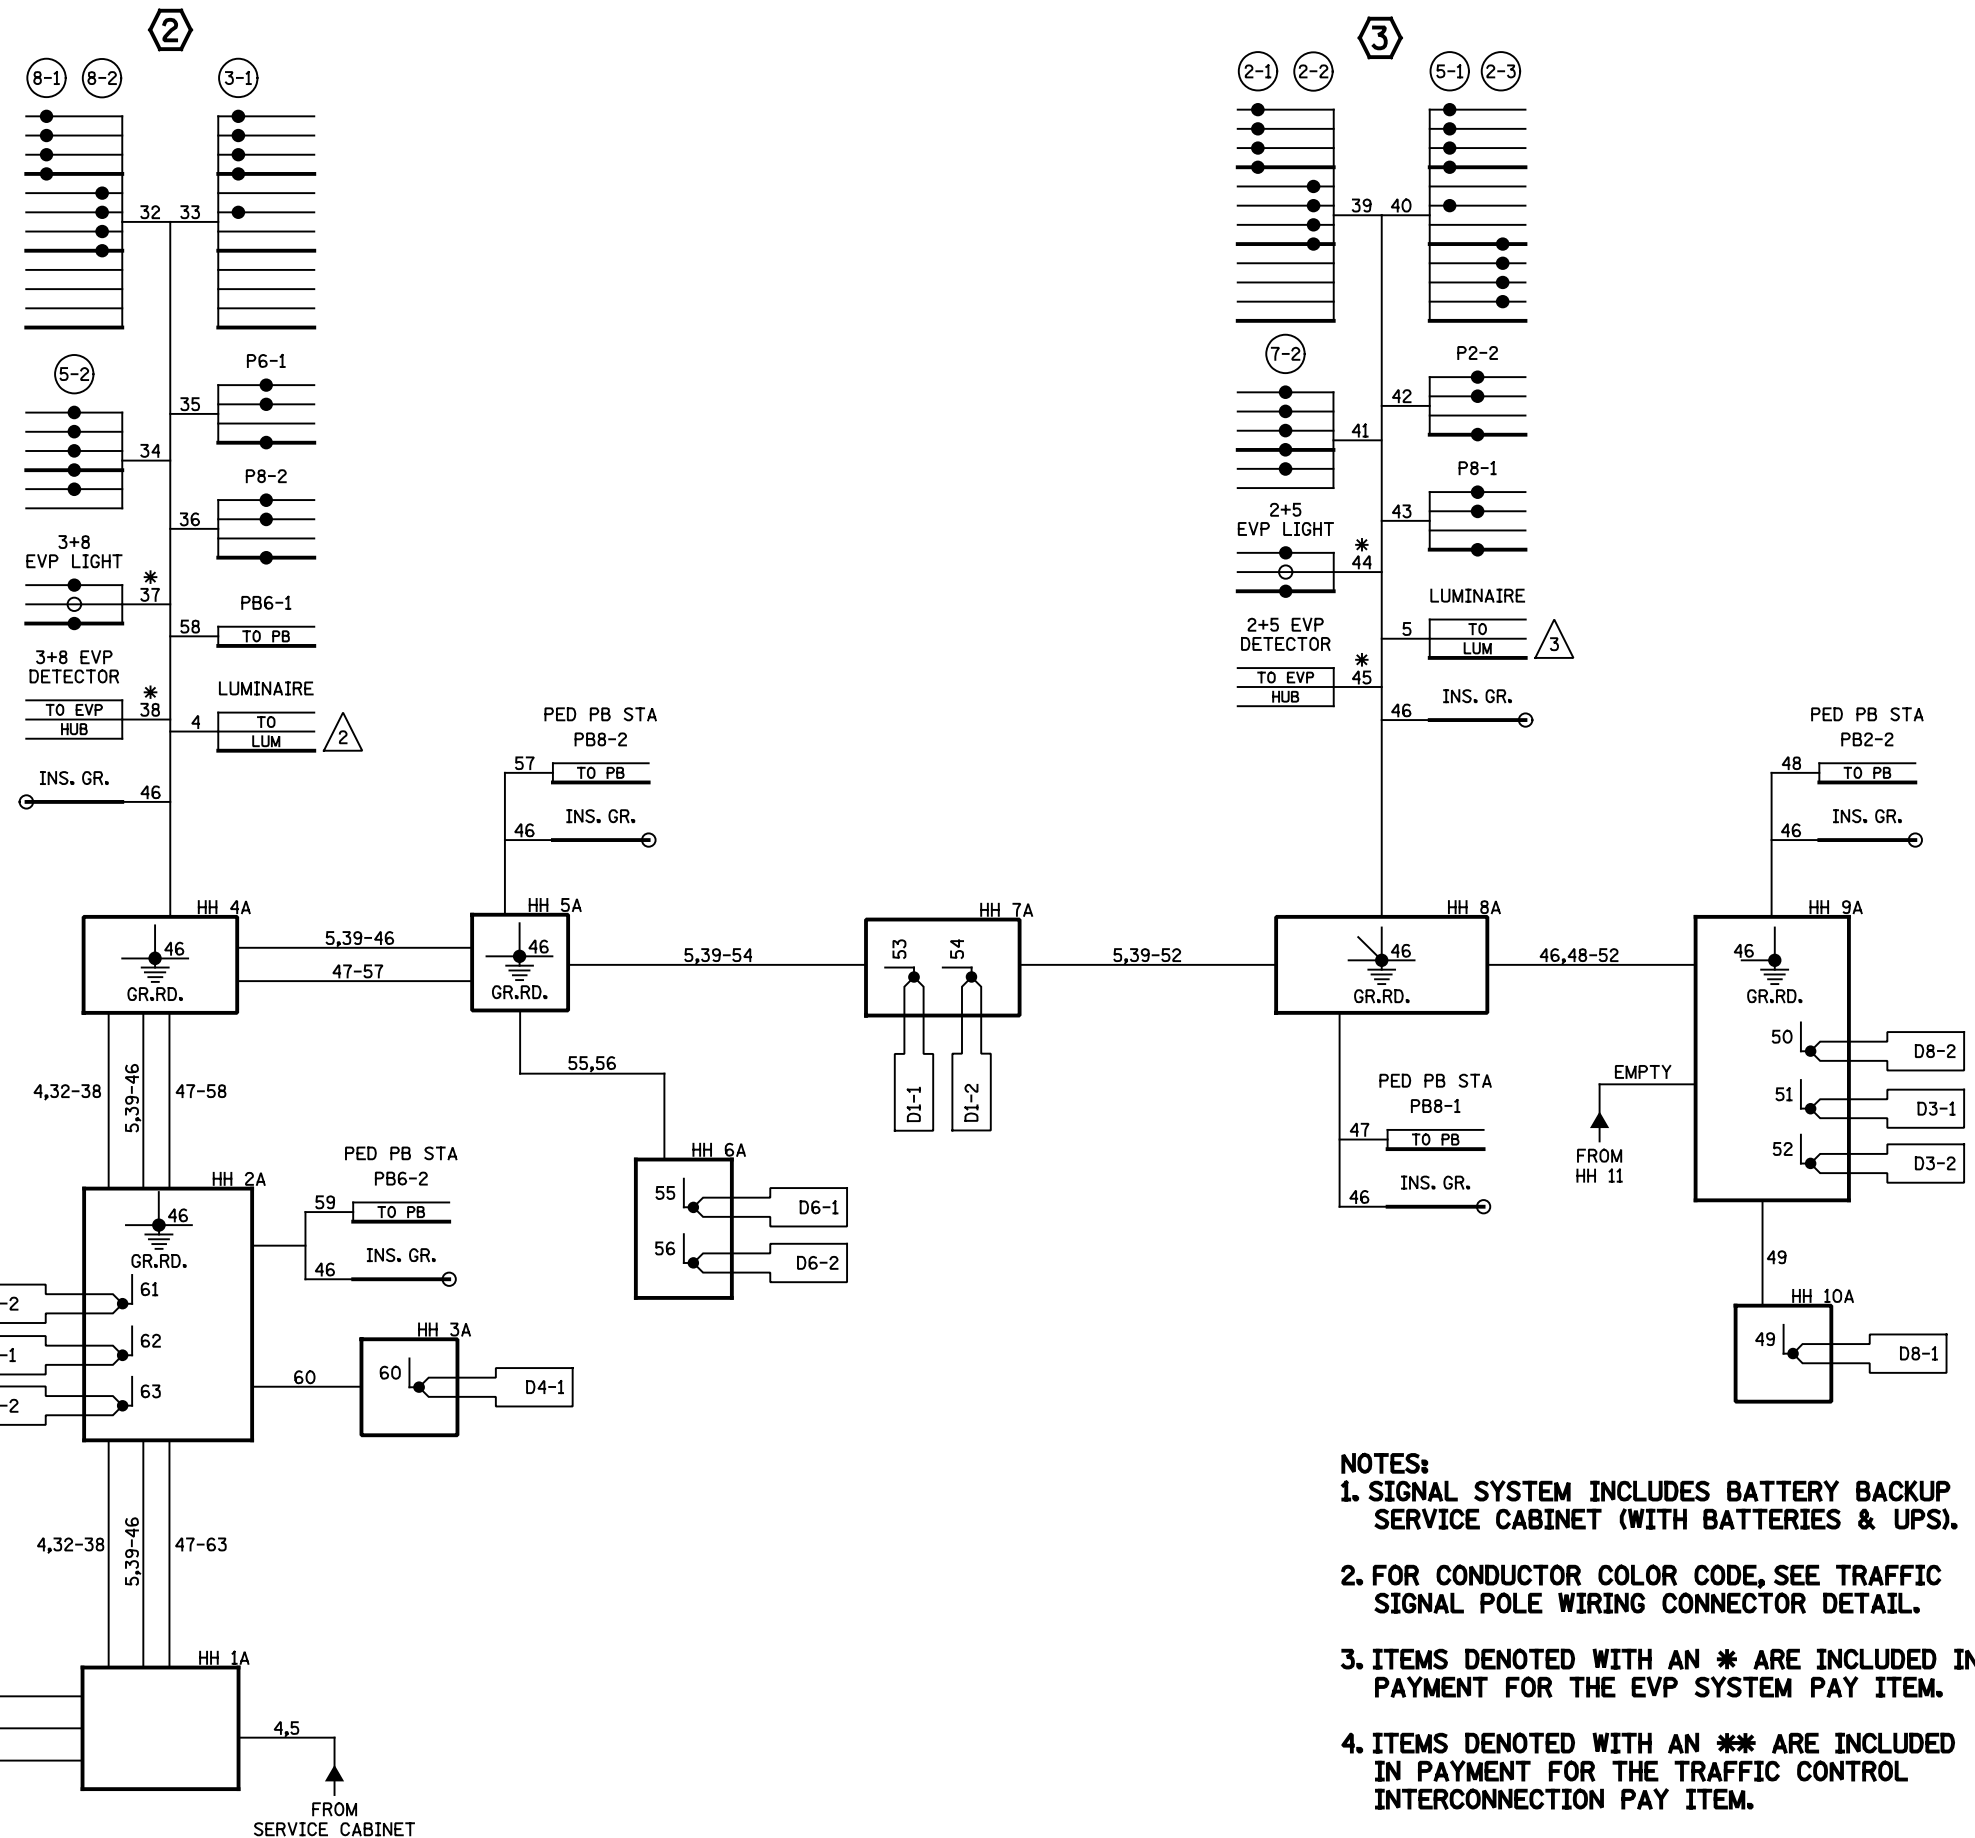 2
8-1 8-2 3-1
32 33
5-2
34
P6-1
35
P8-2
36
3+8
EVP LIGHT
*
37
PB6-1
58 TO PB
3+8 EVP
DETECTOR
TO EVP
HUB
*
38
LUMINAIRE
4 TO
LUM
2
INS. GR.
46
PED PB STA
PB8-2
57 TO PB
INS. GR.
46
3
2-1 2-2 5-1 2-3
39 40
7-2
41
P2-2
42
P8-1
43
2+5
EVP LIGHT
*
44
LUMINAIRE
5 TO
LUM
3
2+5 EVP
DETECTOR
TO EVP
HUB
*
45
INS. GR.
46
PED PB STA
PB2-2
48 TO PB
INS. GR.
46
HH 4A
46
GR.RD.
5,39-46
47-57
HH 5A
46
GR.RD.
5,39-54
HH 7A
53 54
D1-1 D1-2
5,39-52
HH 8A
46
GR.RD.
46,48-52
HH 9A
46
GR.RD.
50 D8-2
51 D3-1
52 D3-2
EMPTY
FROM
HH 11
4,32-38 5,39-46 47-58
55,56
HH 6A
55 D6-1
56 D6-2
PED PB STA
PB8-1
47 TO PB
INS. GR.
46
49
HH 10A
49 D8-1
HH 2A
46
GR.RD.
-2 61
-1 62
-2 63
PED PB STA
PB6-2
59 TO PB
INS. GR.
46
60
HH 3A
60 D4-1
4,32-38 5,39-46 47-63
HH 1A
4,5
FROM
SERVICE CABINET
NOTES:
1. SIGNAL SYSTEM INCLUDES BATTERY BACKUP
SERVICE CABINET (WITH BATTERIES & UPS).
2. FOR CONDUCTOR COLOR CODE, SEE TRAFFIC
SIGNAL POLE WIRING CONNECTOR DETAIL.
3. ITEMS DENOTED WITH AN * ARE INCLUDED IN
PAYMENT FOR THE EVP SYSTEM PAY ITEM.
4. ITEMS DENOTED WITH AN ** ARE INCLUDED
IN PAYMENT FOR THE TRAFFIC CONTROL
INTERCONNECTION PAY ITEM.